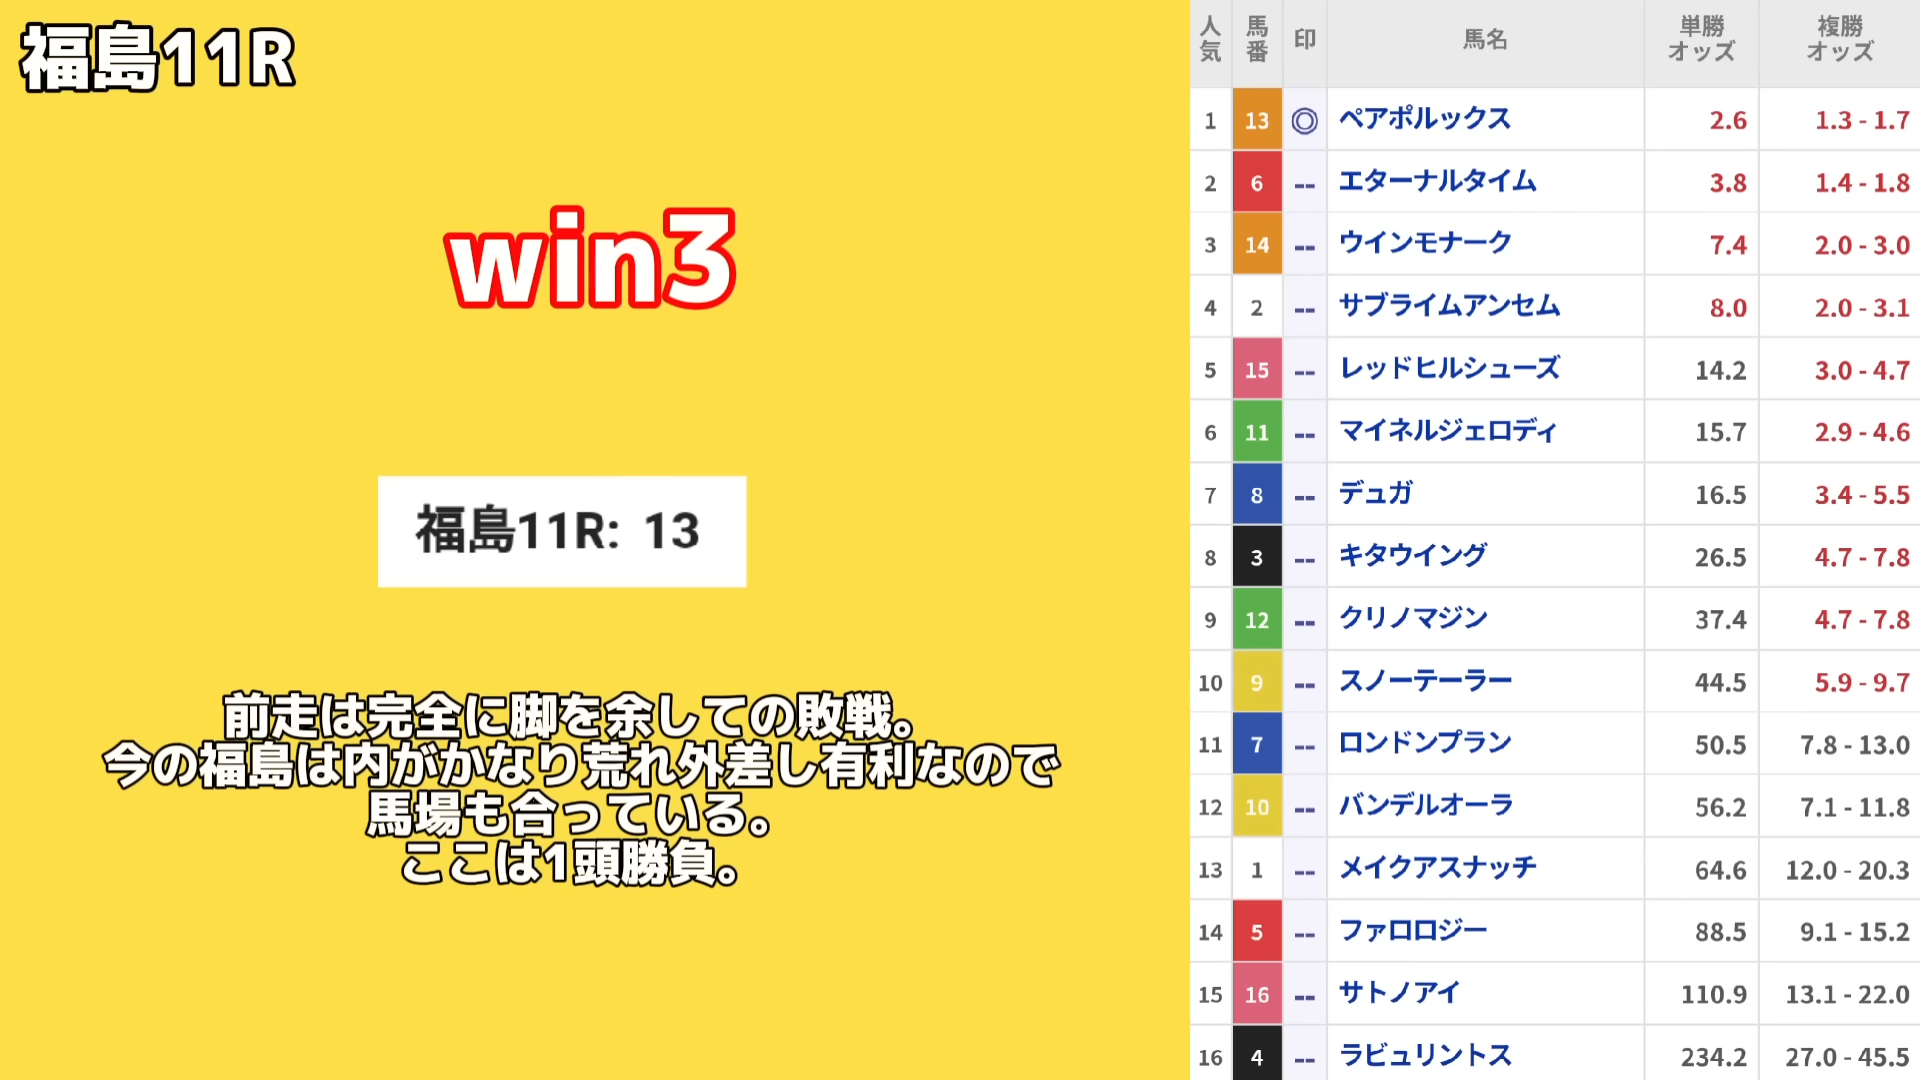 福島11R
win3
福島11R: 13
前走は完全に脚を余しての敗戦。
今の福島は内がかなり荒れ外差し有利なので
馬場も合っている。
ここは1頭勝負。
人気 馬番 印 馬名 単勝オッズ 複勝オッズ
1 13 ◎ ペアポルックス 2.6 1.3 - 1.7
2 6 -- エターナルタイム 3.8 1.4 - 1.8
3 14 -- ウインモナーク 7.4 2.0 - 3.0
4 2 -- サブライムアンセム 8.0 2.0 - 3.1
5 15 -- レッドヒルシューズ 14.2 3.0 - 4.7
6 11 -- マイネルジェロディ 15.7 2.9 - 4.6
7 8 -- デュガ 16.5 3.4 - 5.5
8 3 -- キタウイング 26.5 4.7 - 7.8
9 12 -- クリノマジン 37.4 4.7 - 7.8
10 9 -- スノーテーラー 44.5 5.9 - 9.7
11 7 -- ロンドンプラン 50.5 7.8 - 13.0
12 10 -- バンデルオーラ 56.2 7.1 - 11.8
13 1 -- メイクアスナッチ 64.6 12.0 - 20.3
14 5 -- ファロロジー 88.5 9.1 - 15.2
15 16 -- サトノアイ 110.9 13.1 - 22.0
16 4 -- ラビュリントス 234.2 27.0 - 45.5